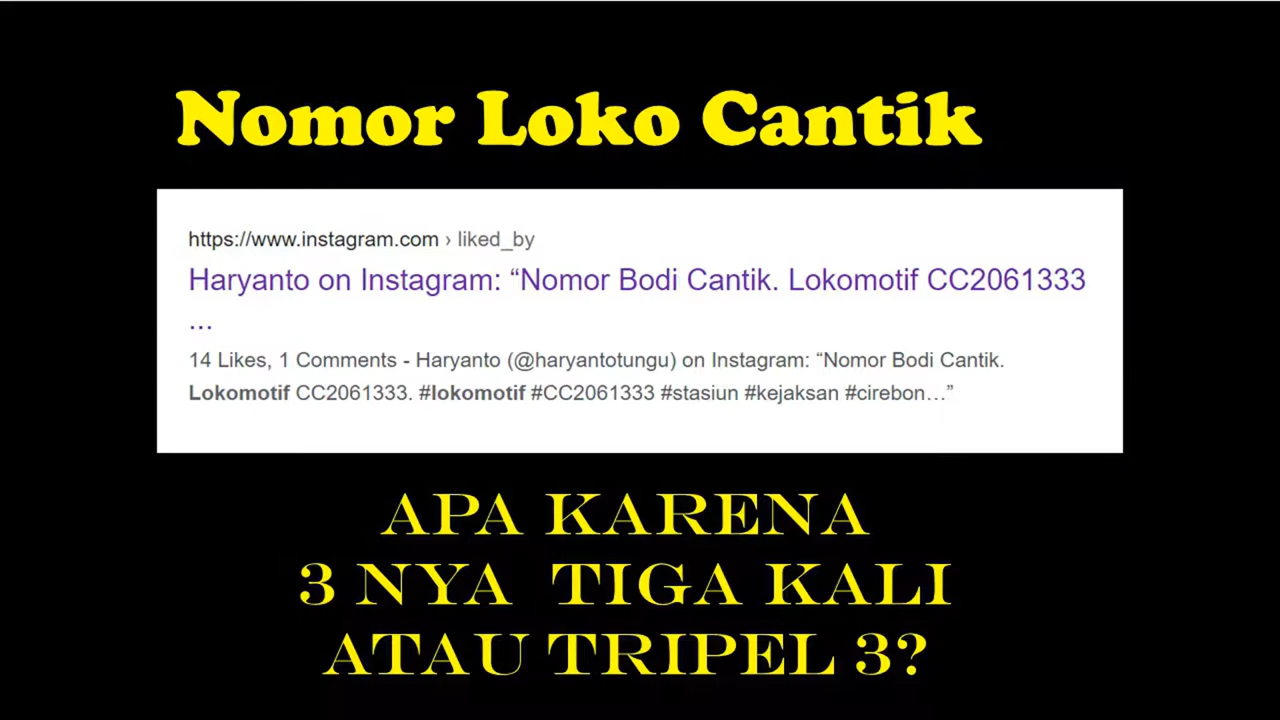 Nomor Loko Cantik
https://www.instagram.com › liked_by
Haryanto on Instagram: “Nomor Bodi Cantik. Lokomotif CC2061333
...
14 Likes, 1 Comments - Haryanto (@haryantotungu) on Instagram: “Nomor Bodi Cantik.
Lokomotif CC2061333. #lokomotif #CC2061333 #stasiun #kejaksan #cirebon…”
APA KARENA
3 NYA TIGA KALI
ATAU TRIPEL 3?